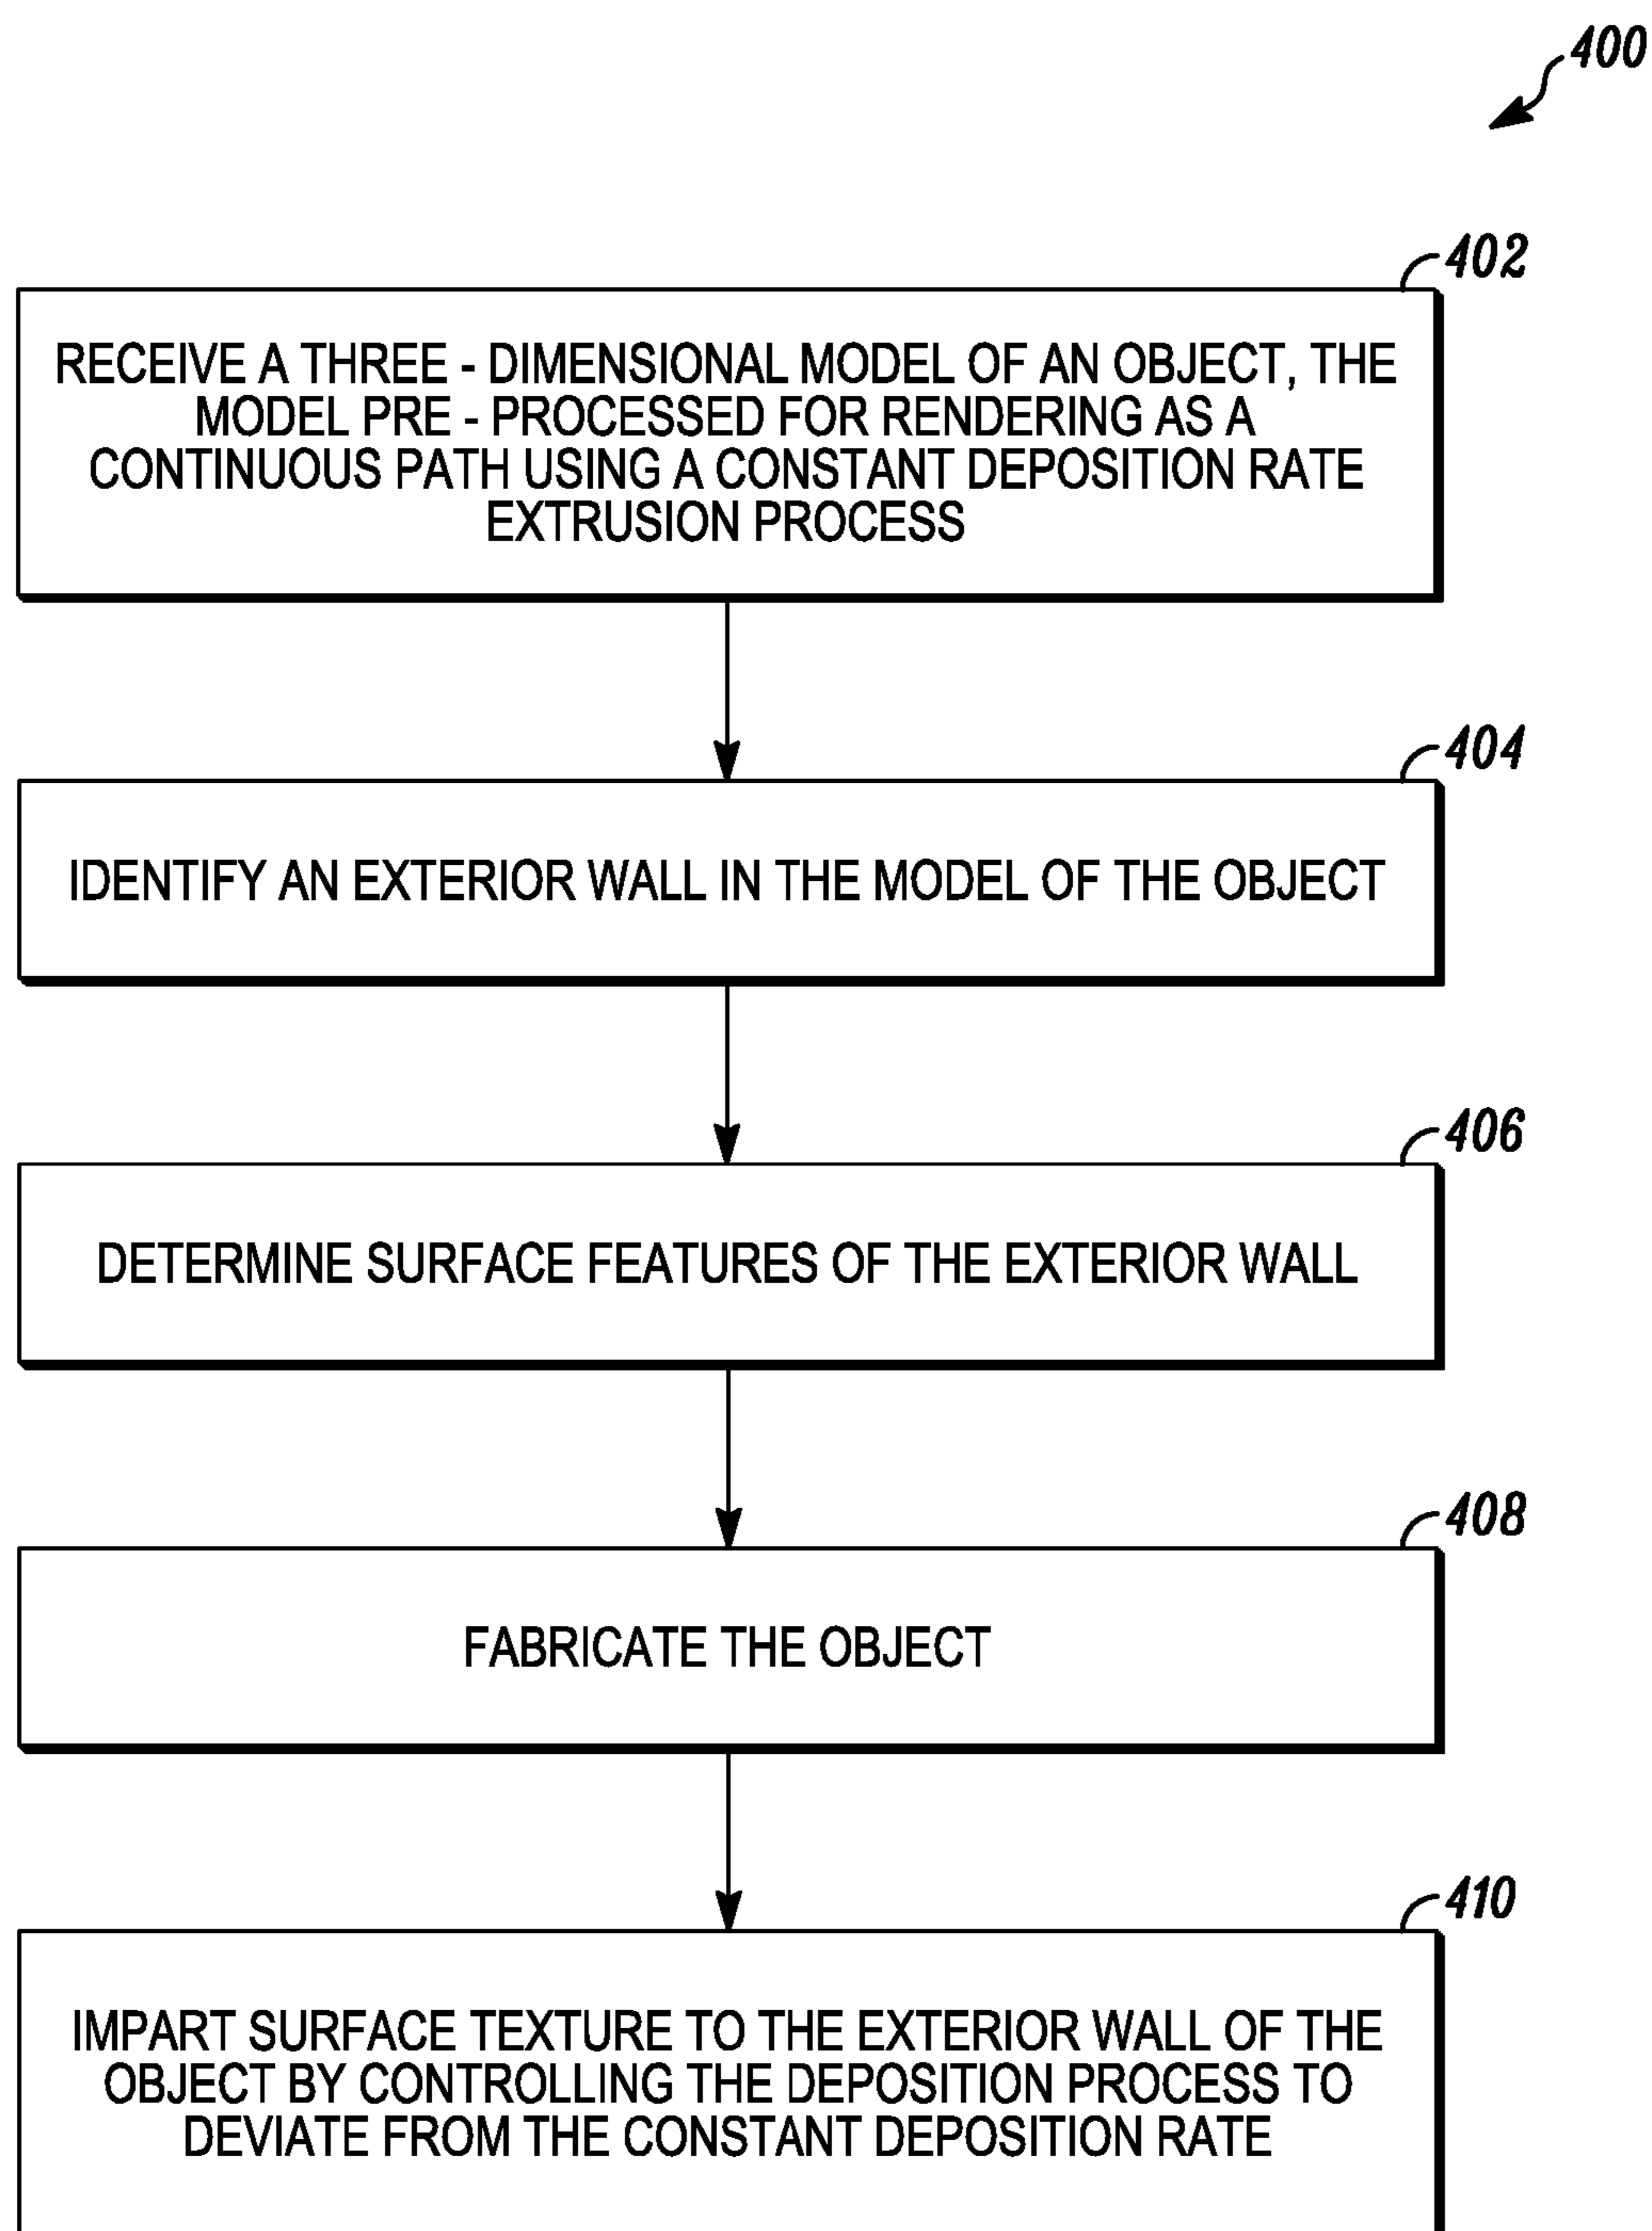 400
402
RECEIVE A THREE - DIMENSIONAL MODEL OF AN OBJECT, THE
MODEL PRE - PROCESSED FOR RENDERING AS A
CONTINUOUS PATH USING A CONSTANT DEPOSITION RATE
EXTRUSION PROCESS
404
IDENTIFY AN EXTERIOR WALL IN THE MODEL OF THE OBJECT
406
DETERMINE SURFACE FEATURES OF THE EXTERIOR WALL
408
FABRICATE THE OBJECT
410
IMPART SURFACE TEXTURE TO THE EXTERIOR WALL OF THE
OBJECT BY CONTROLLING THE DEPOSITION PROCESS TO
DEVIATE FROM THE CONSTANT DEPOSITION RATE